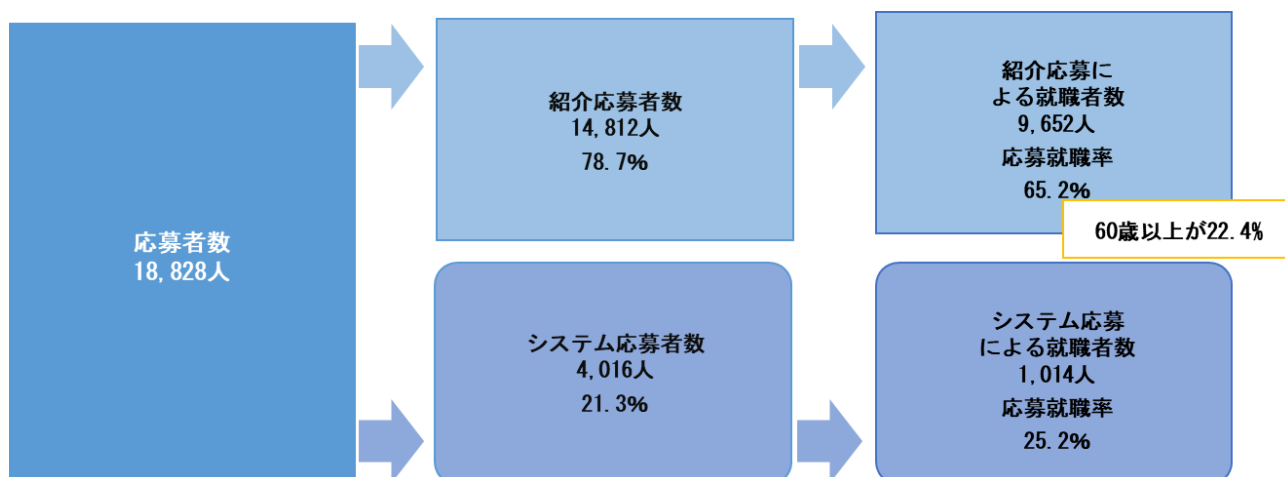 応募者数
18,828人
紹介応募者数
14,812人
78.7%
紹介応募に
よる就職者数
9,652人
応募就職率
65.2%
60歳以上が22.4%
システム応募者数
4,016人
21.3%
システム応募
による就職者数
1,014人
応募就職率
25.2%